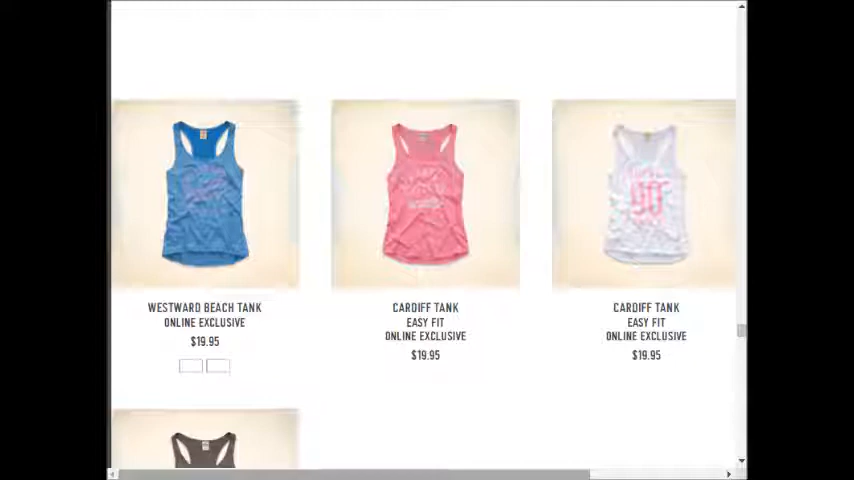 WESTWARD BEACH TANK
ONLINE EXCLUSIVE
$19.95
CARDIFF TANK
EASY FIT
ONLINE EXCLUSIVE
$19.95
CARDIFF TANK
EASY FIT
ONLINE EXCLUSIVE
$19.95
90